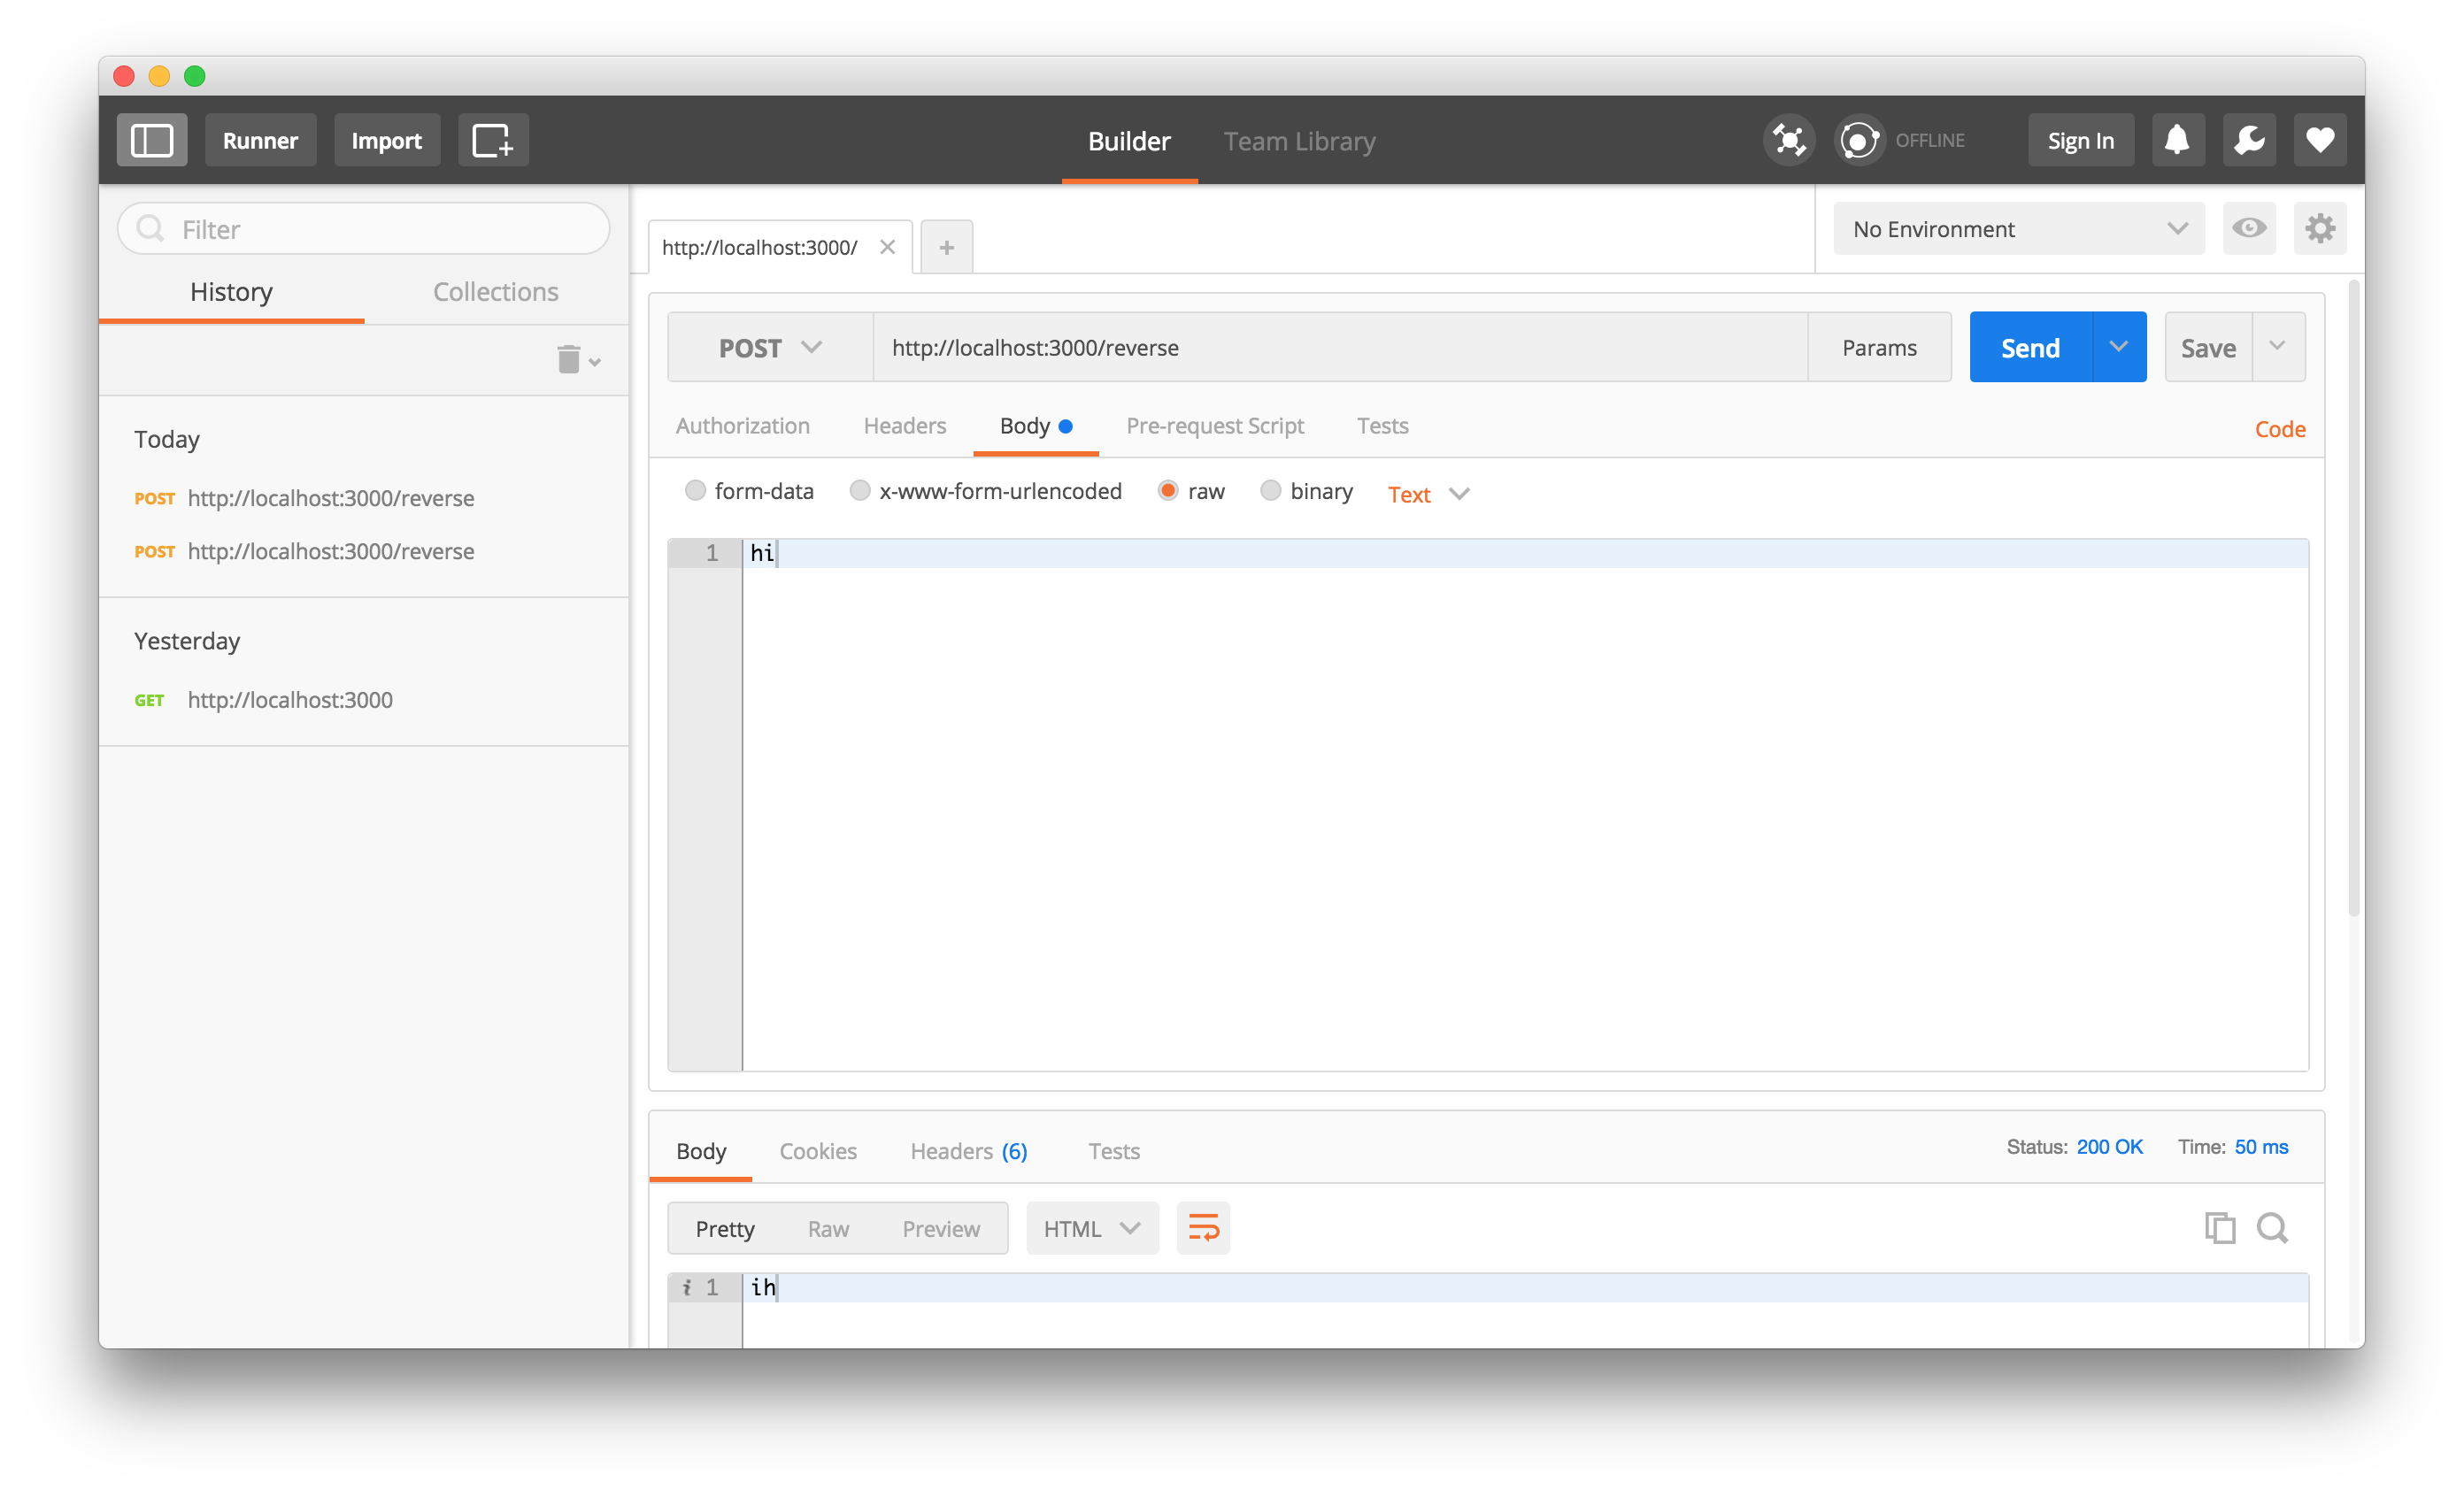 Runner Import Builder Team Library OFFLINE Sign In
Filter
History Collections
Today
POST http://localhost:3000/reverse
POST http://localhost:3000/reverse
Yesterday
GET http://localhost:3000
http://localhost:3000/ No Environment
POST http://localhost:3000/reverse Params Send Save
Authorization Headers Body Pre-request Script Tests Code
form-data x-www-form-urlencoded raw binary Text
1 hi
Body Cookies Headers (6) Tests Status: 200 OK Time: 50 ms
Pretty Raw Preview HTML
i 1 ih